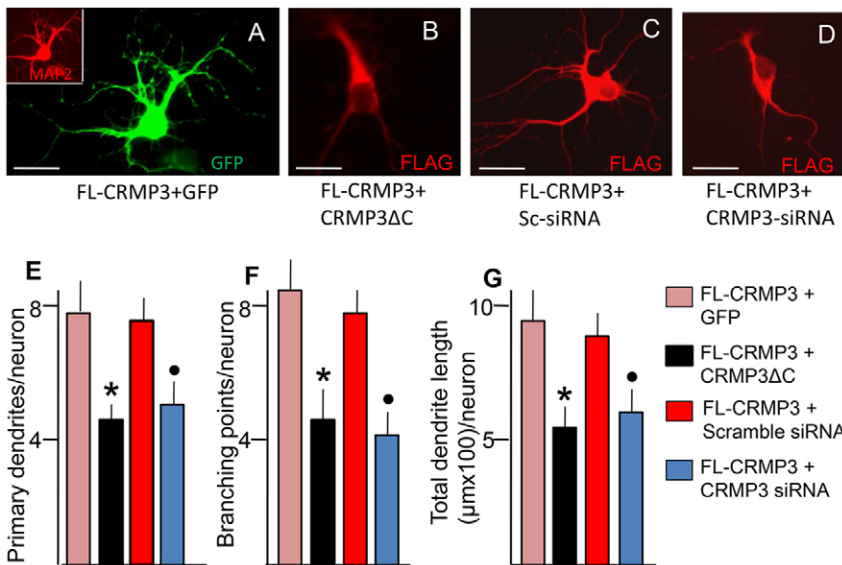 A
MAP2
GFP
FL-CRMP3+GFP
B
FLAG
FL-CRMP3+
CRMP3ΔC
C
FLAG
FL-CRMP3+
Sc-siRNA
D
FLAG
FL-CRMP3+
CRMP3-siRNA
E
Primary dendrites/neuron
8
4
*
•
F
Branching points/neuron
8
4
*
•
G
Total dendrite length
(µmx100)/neuron
10
5
*
•
FL-CRMP3 +
GFP
FL-CRMP3 +
CRMP3ΔC
FL-CRMP3 +
Scramble siRNA
FL-CRMP3 +
CRMP3 siRNA